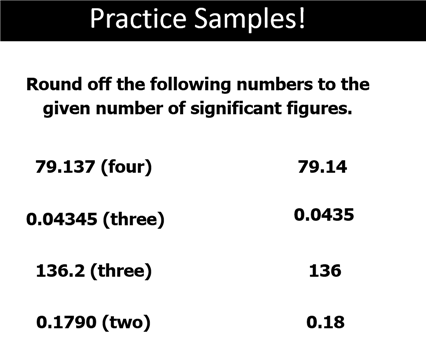 Practice Samples!
Round off the following numbers to the
given number of significant figures.
79.137 (four) 79.14
0.04345 (three) 0.0435
136.2 (three) 136
0.1790 (two) 0.18